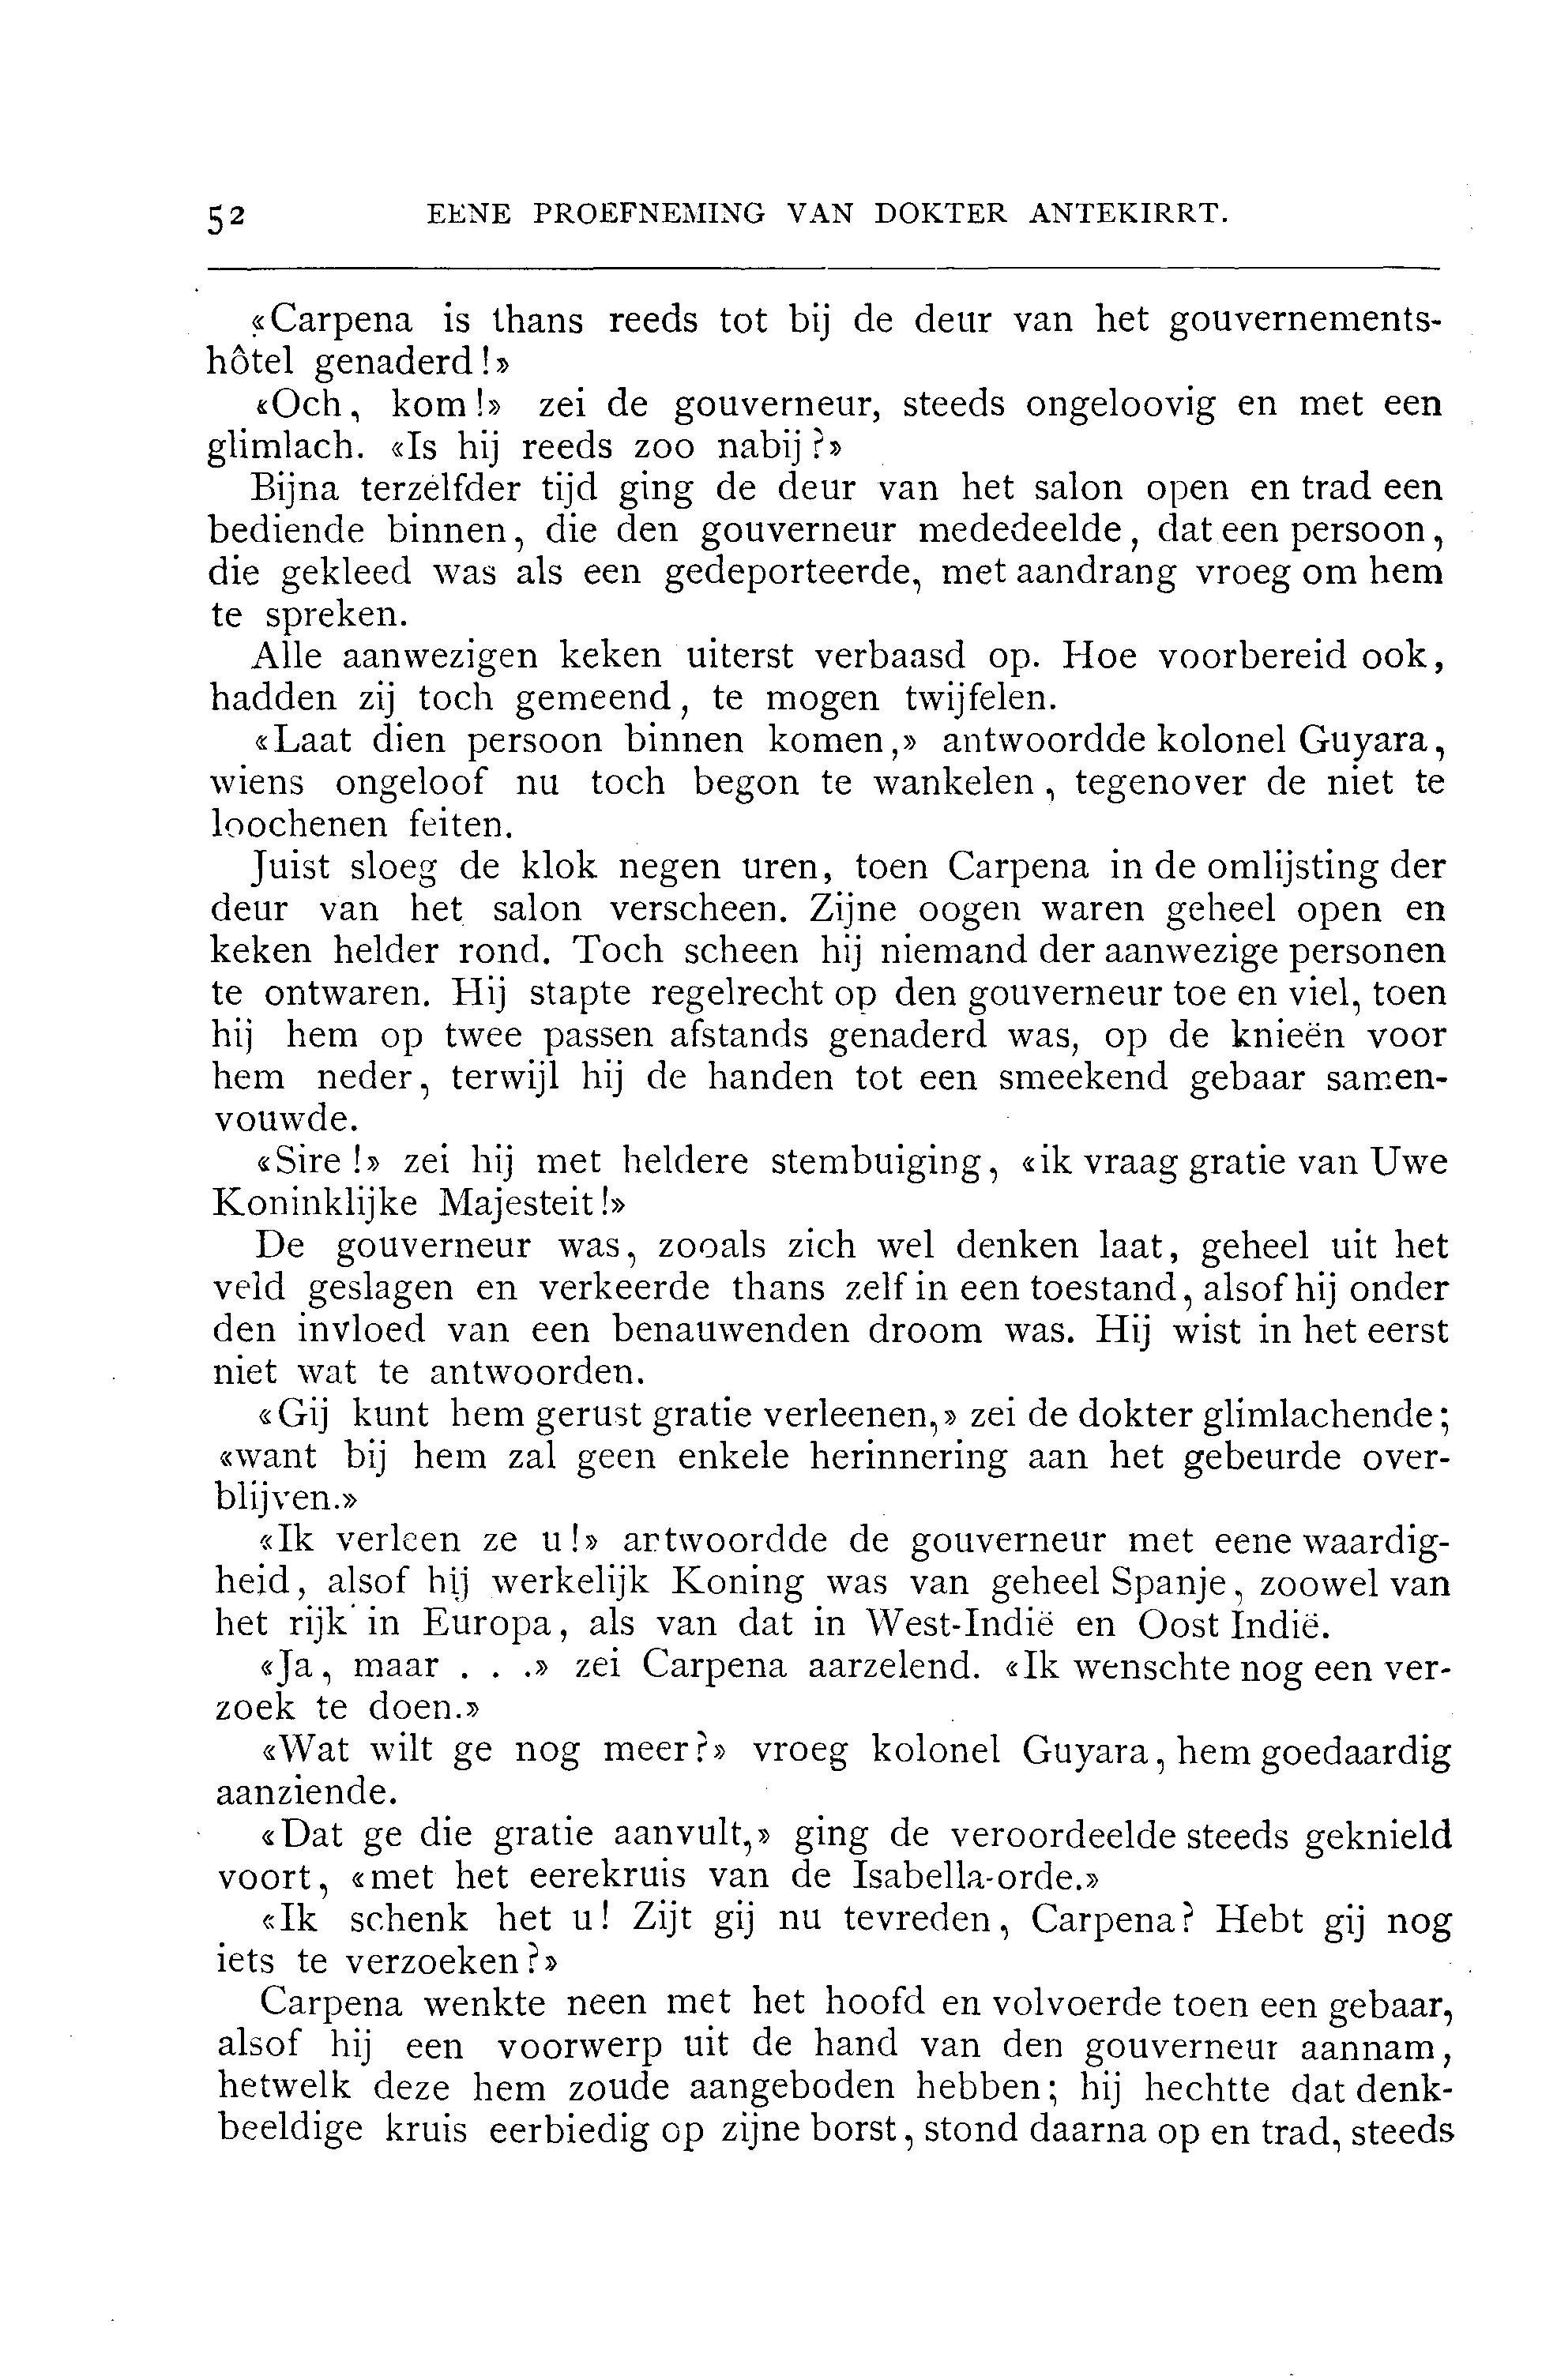 52 EENE PROEFNEMING VAN DOKTER ANTEKIRRT.
«Carpena is thans reeds tot bij de deur van het gouvernements-
hôtel genaderd!»
«Och, kom!» zei de gouverneur, steeds ongeloovig en met een
glimlach. «Is hij reeds zoo nabij?»
Bijna terzelfder tijd ging de deur van het salon open en trad een
bediende binnen, die den gouverneur mededeelde, dat een persoon,
die gekleed was als een gedeporteerde, met aandrang vroeg om hem
te spreken.
Alle aanwezigen keken uiterst verbaasd op. Hoe voorbereid ook,
hadden zij toch gemeend, te mogen twijfelen.
«Laat dien persoon binnen komen,» antwoordde kolonel Guyara,
wiens ongeloof nu toch begon te wankelen, tegenover de niet te
loochenen feiten.
Juist sloeg de klok negen uren, toen Carpena in de omlijsting der
deur van het salon verscheen. Zijne oogen waren geheel open en
keken helder rond. Toch scheen hij niemand der aanwezige personen
te ontwaren. Hij stapte regelrecht op den gouverneur toe en viel, toen
hij hem op twee passen afstands genaderd was, op de knieën voor
hem neder, terwijl hij de handen tot een smeekend gebaar samen-
vouwde.
«Sire!» zei hij met heldere stembuiging, «ik vraag gratie van Uwe
Koninklijke Majesteit!»
De gouverneur was, zooals zich wel denken laat, geheel uit het
veld geslagen en verkeerde thans zelf in een toestand, alsof hij onder
den invloed van een benauwenden droom was. Hij wist in het eerst
niet wat te antwoorden.
«Gij kunt hem gerust gratie verleenen,» zei de dokter glimlachende;
«want bij hem zal geen enkele herinnering aan het gebeurde over-
blijven.»
«Ik verleen ze u!» antwoordde de gouverneur met eene waardig-
heid, alsof hij werkelijk Koning was van geheel Spanje, zoowel van
het rijk in Europa, als van dat in West-Indië en Oost Indië.
«Ja, maar . . .» zei Carpena aarzelend. «Ik wenschte nog een ver-
zoek te doen.»
«Wat wilt ge nog meer?» vroeg kolonel Guyara, hem goedaardig
aanziende.
«Dat ge die gratie aanvult,» ging de veroordeelde steeds geknield
voort, «met het eerekruis van de Isabella-orde.»
«Ik schenk het u! Zijt gij nu tevreden, Carpena? Hebt gij nog
iets te verzoeken?»
Carpena wenkte neen met het hoofd en volvoerde toen een gebaar,
alsof hij een voorwerp uit de hand van den gouverneur aannam,
hetwelk deze hem zoude aangeboden hebben; hij hechtte dat denk-
beeldige kruis eerbiedig op zijne borst, stond daarna op en trad, steeds